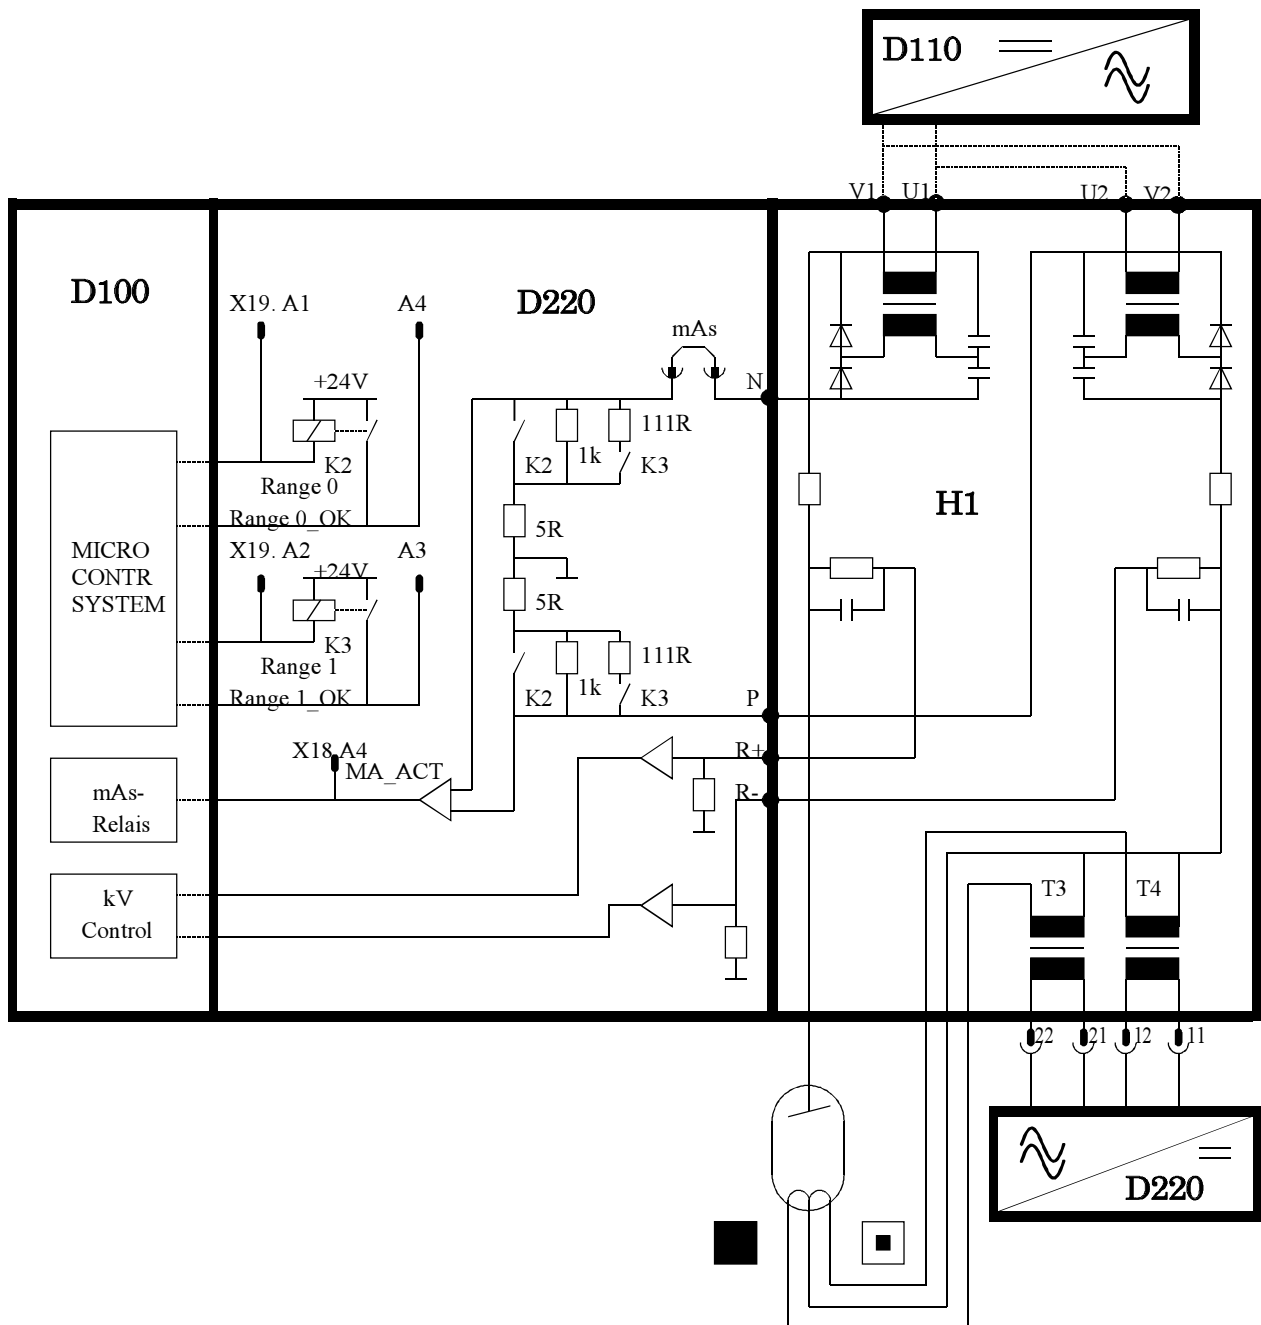 D110
V1
U1
U2
V2
D100
X19. A1
A4
D220
mAs
+24V
N
111R
K2
1k
K2
K3
Range 0
H1
Range 0_OK
5R
MICRO
CONTR
SYSTEM
X19. A2
A3
+24V
5R
K3
111R
Range 1
1k
Range 1_OK
K2
K3
P
X18.A4
R+
MA_ACT
mAs-
Relais
R-
kV
Control
T3
T4
22
21
12
11
D220